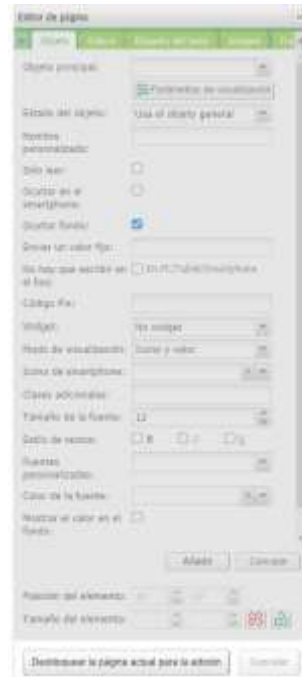 Editor de página
Objeto
Objeto principal:
Parámetros de visualización
Estado del objeto: Usa el objeto general
Nombre
personalizado:
Solo leer:
Ocultar en el
smartphone:
Ocultar fondo:
Enviar un valor fijo:
No hay que escribir en
el bus:
Código Pin:
Widget: No widget
Modo de visualización: Icono y valor
Icono de smartphone:
Clases adicionales:
Tamaño de la fuente: 12
Estilo de textos: B I U
Fuentes
personalizadas:
Color de la fuente:
Mostrar el valor en el
fondo:
Añadir Cancelar
Posición del elemento:
Tamaño del elemento:
Desbloquear la página actual para la edición Cancelar